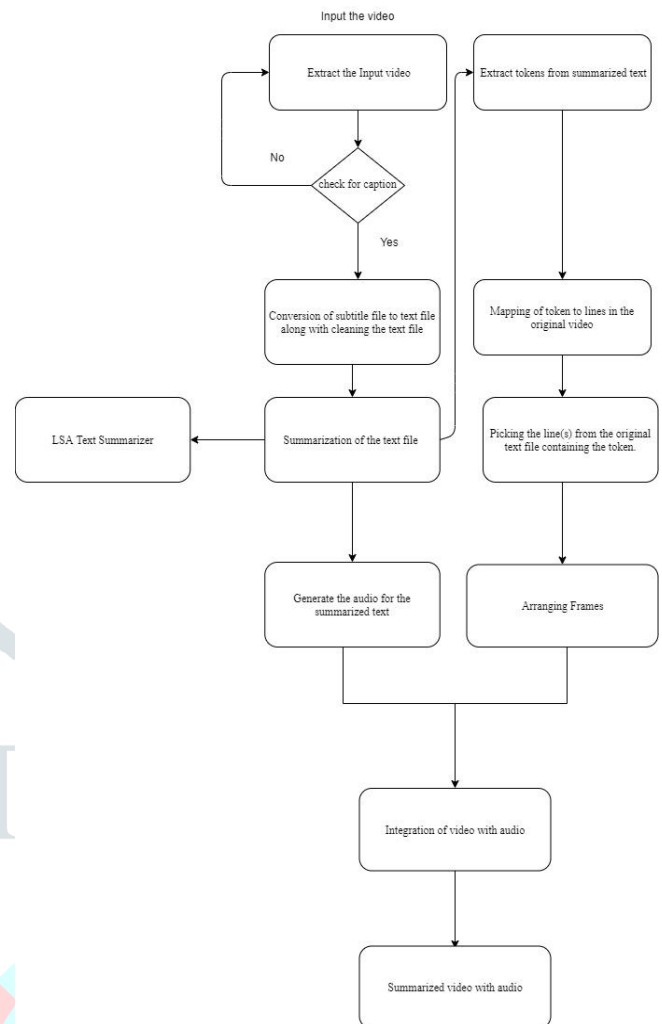 Input the video
Extract the Input video
Extract tokens from summarized text
No
check for caption
Yes
Conversion of subtitle file to text file
along with cleaning the text file
Mapping of token to lines in the
original video
LSA Text Summarizer
Summarization of the text file
Picking the line(s) from the original
text file containing the token.
Generate the audio for the
summarized text
Arranging Frames
Integration of video with audio
Summarized video with audio